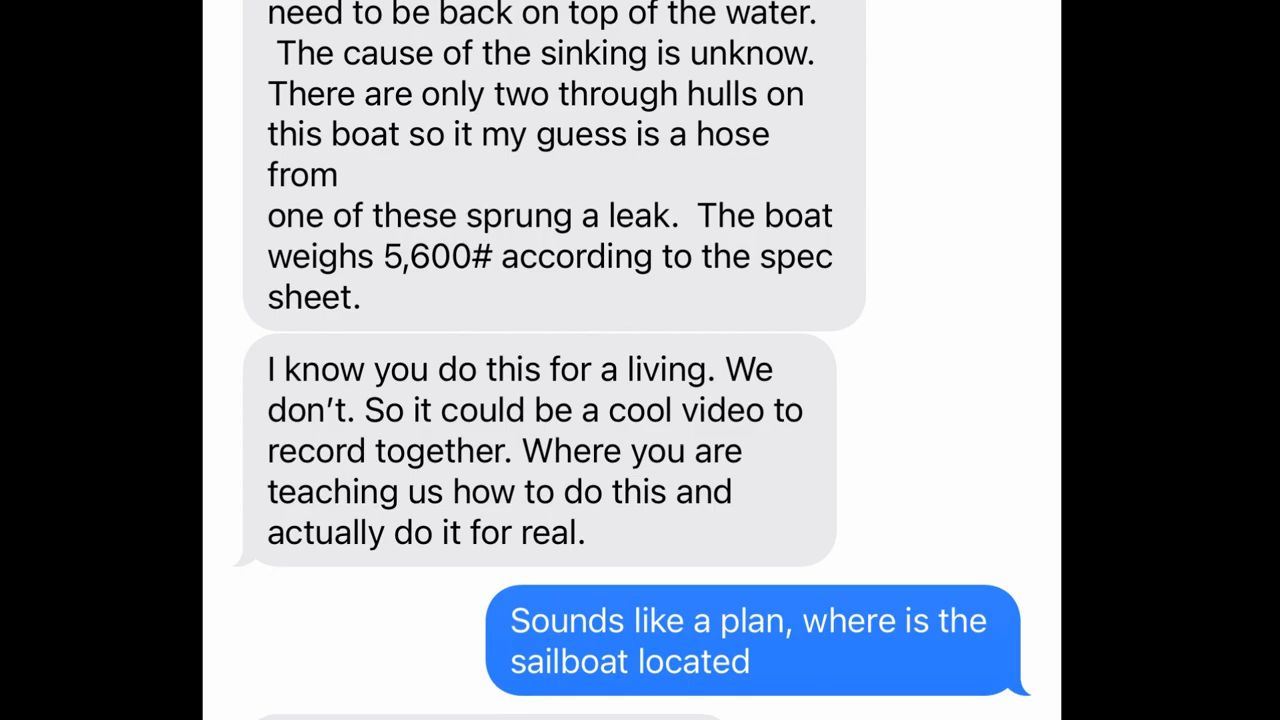 need to be back on top of the water.
The cause of the sinking is unknow.
There are only two through hulls on
this boat so it my guess is a hose
from
one of these sprung a leak.  The boat
weighs 5,600# according to the spec
sheet.
I know you do this for a living. We
don’t. So it could be a cool video to
record together. Where you are
teaching us how to do this and
actually do it for real.
Sounds like a plan, where is the
sailboat located